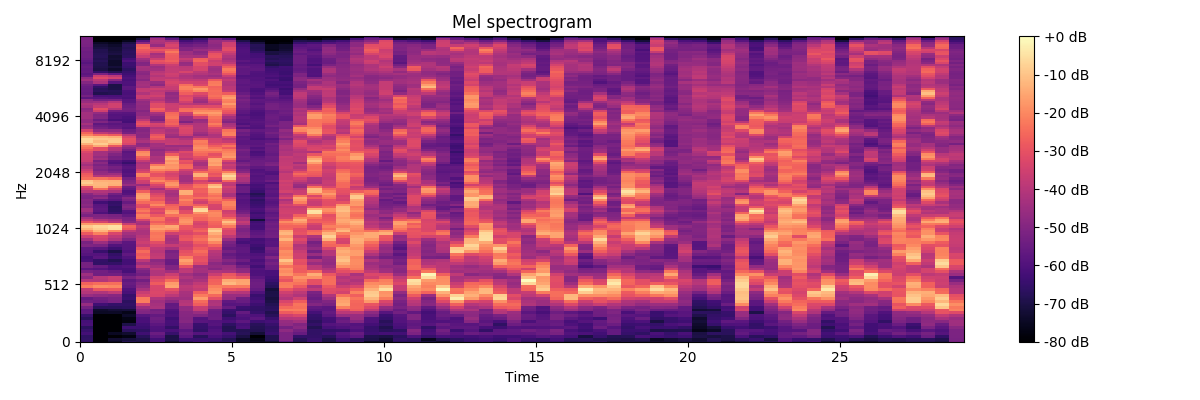 Mel spectrogram
Hz
8192
4096
2048
1024
512
0
0 5 10 15 20 25
Time
+0 dB
-10 dB
-20 dB
-30 dB
-40 dB
-50 dB
-60 dB
-70 dB
-80 dB